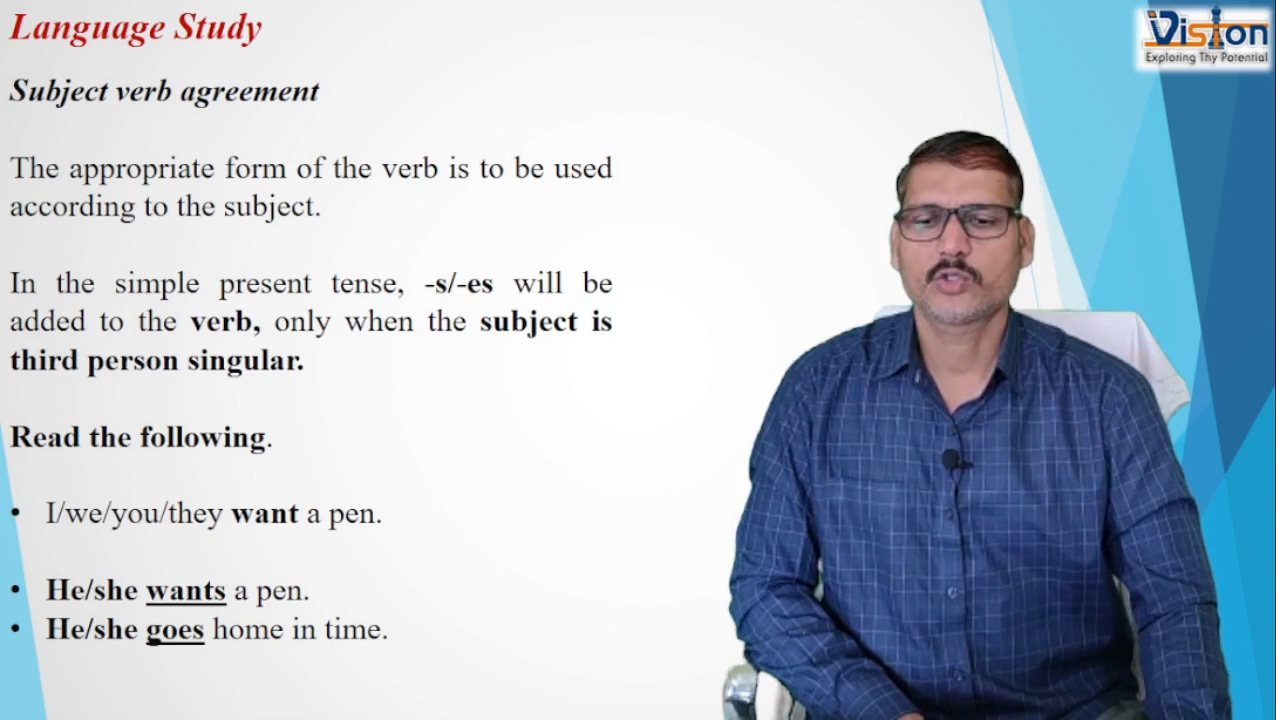 Language Study
Vision
Exploring Thy Potential
Subject verb agreement
The appropriate form of the verb is to be used
according to the subject.
In the simple present tense, -s/-es will be
added to the verb, only when the subject is
third person singular.
Read the following.
• I/we/you/they want a pen.
• He/she wants a pen.
• He/she goes home in time.